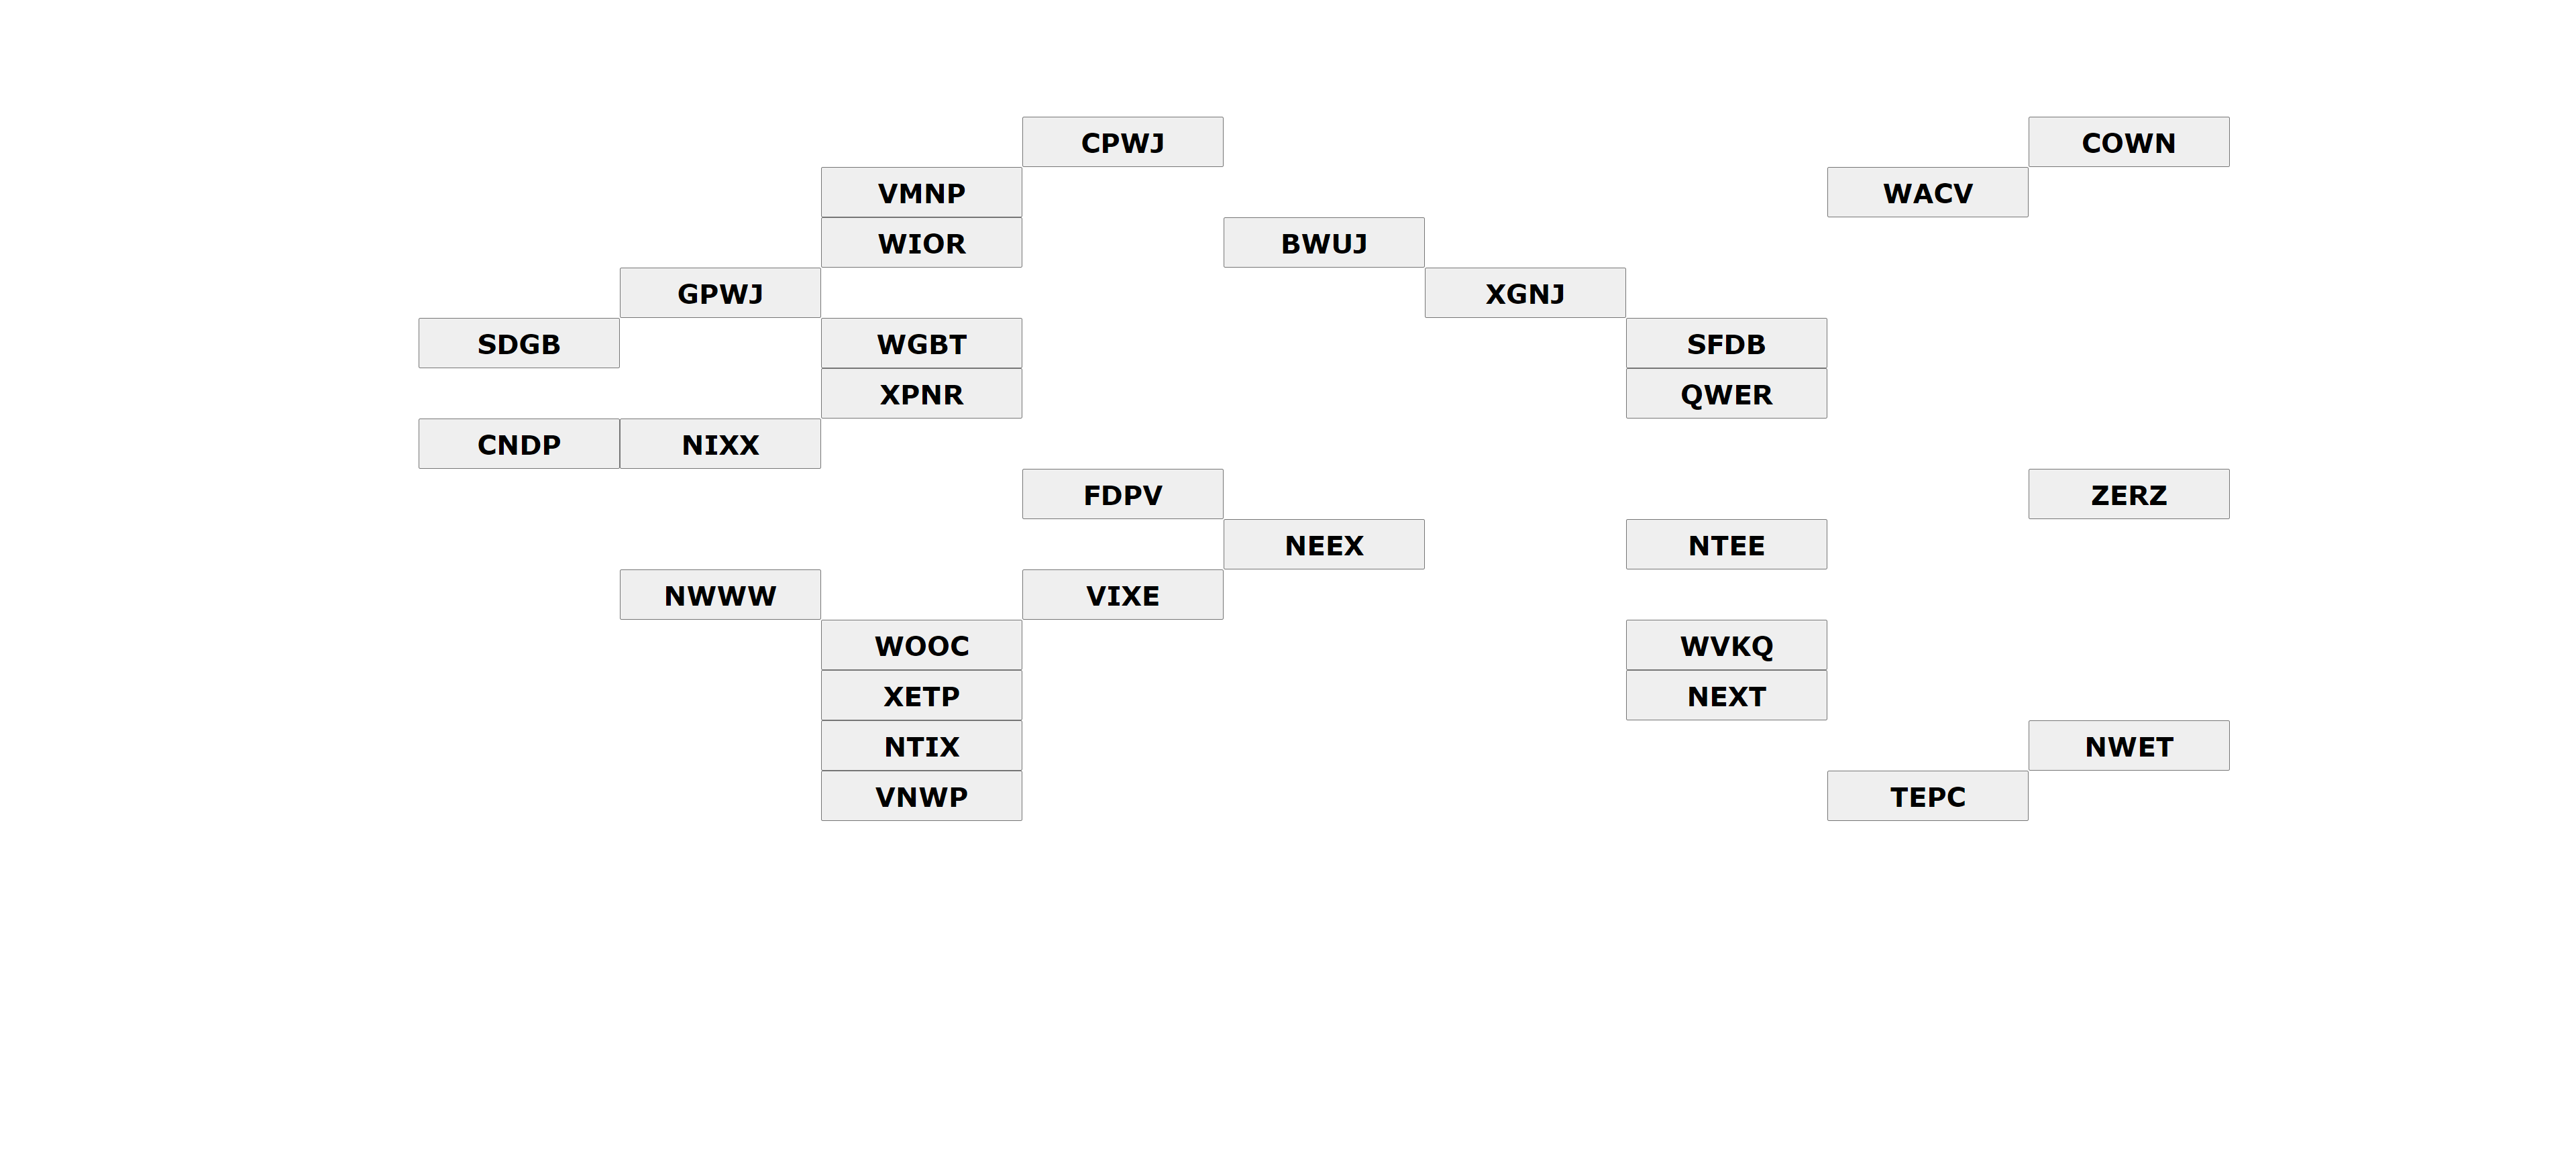 CPWJ COWN
VMNP WACV
WIOR BWUJ
GPWJ XGNJ
SDGB WGBT SFDB
XPNR QWER
CNDP NIXX
FDPV ZERZ
NEEX NTEE
NWWW VIXE
WOOC WVKQ
XETP NEXT
NTIX NWET
VNWP TEPC